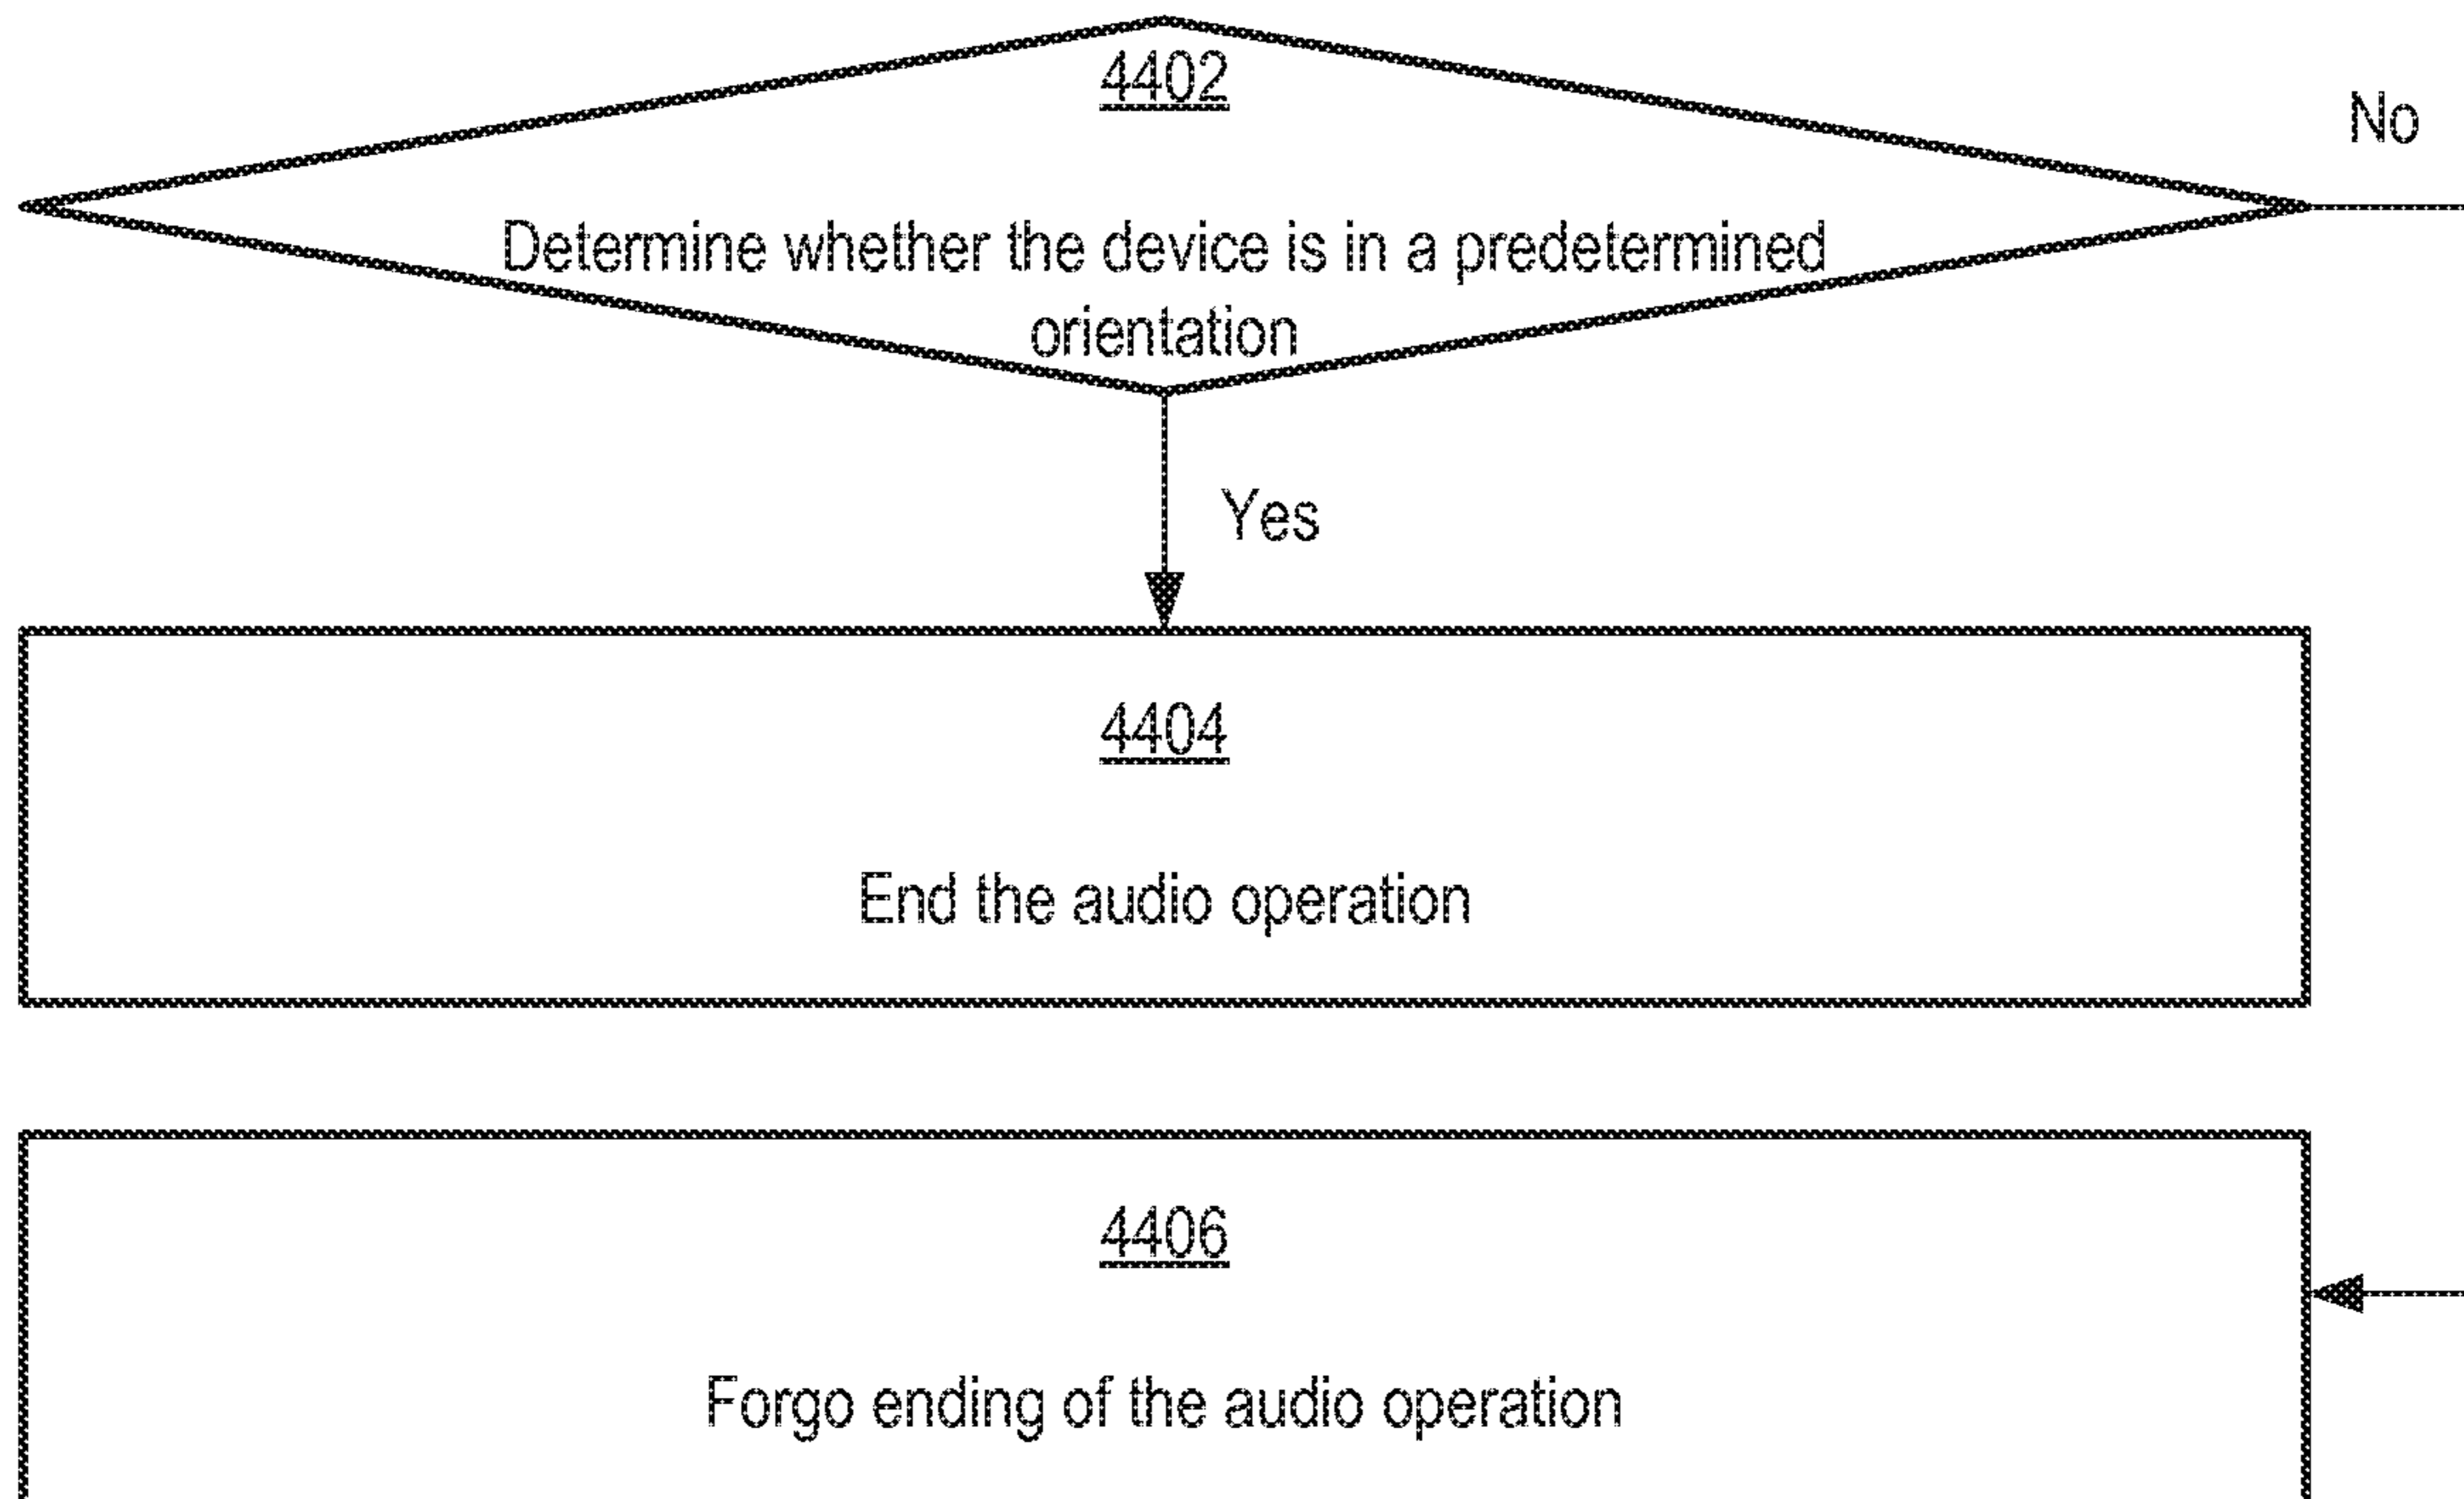 4402
No
Determine whether the device is in a predetermined
orientation
Yes
4404
End the audio operation
4406
Forgo ending of the audio operation